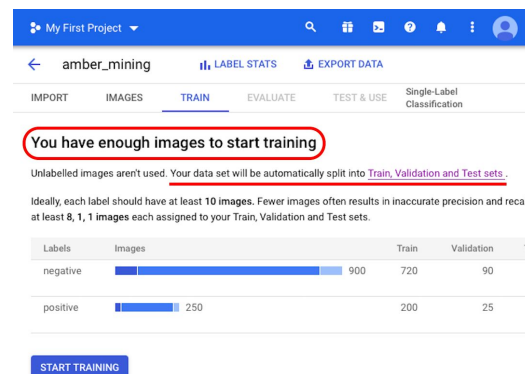 My First Project
amber_mining
LABEL STATS
EXPORT DATA
IMPORT
IMAGES
TRAIN
EVALUATE
TEST & USE
Single-Label
Classification
You have enough images to start training
Unlabelled images aren't used. Your data set will be automatically split into Train, Validation and Test sets .
Ideally, each label should have at least 10 images. Fewer images often results in inaccurate precision and reca
at least 8, 1, 1 images each assigned to your Train, Validation and Test sets.
Labels Images Train Validation
negative 900 720 90
positive 250 200 25
START TRAINING